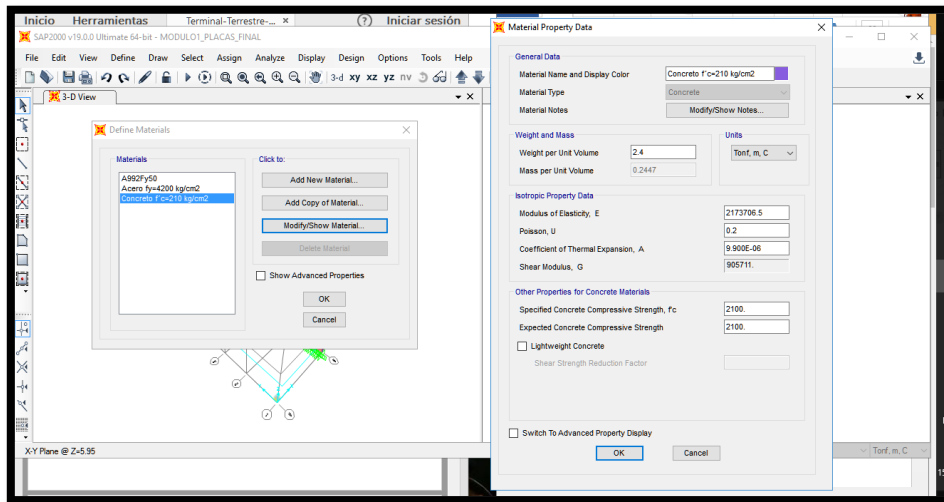 Inicio Herramientas Terminal-Terrestre-... × ? Iniciar sesión
SAP2000 v19.0.0 Ultimate 64-bit - MODULO1_PLACAS_FINAL
File Edit View Define Draw Select Assign Analyze Display Design Options Tools Help
3-d xy xz yz nv 6d
3-D View
Define Materials
Materials
A992Fy50
Acero fy=4200 kg/cm2
Concreto f´c=210 kg/cm2
Click to:
Add New Material...
Add Copy of Material...
Modify/Show Material...
Delete Material
Show Advanced Properties
OK
Cancel
X-Y Plane @ Z=5.95
Material Property Data
General Data
Material Name and Display Color Concreto f´c=210 kg/cm2
Material Type Concrete
Material Notes Modify/Show Notes...
Weight and Mass
Weight per Unit Volume 2.4
Mass per Unit Volume 0.2447
Units
Tonf, m, C
Isotropic Property Data
Modulus of Elasticity, E 2173706.5
Poisson, U 0.2
Coefficient of Thermal Expansion, A 9.900E-06
Shear Modulus, G 905711.
Other Properties for Concrete Materials
Specified Concrete Compressive Strength, f'c 2100.
Expected Concrete Compressive Strength 2100.
Lightweight Concrete
Shear Strength Reduction Factor
Switch To Advanced Property Display
OK Cancel
Tonf, m, C
15